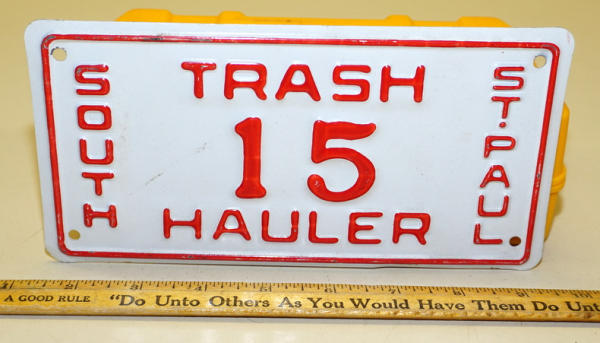 SOUTH
TRASH
15
HAULER
ST. PAUL
A GOOD RULE "Do Unto Others As You Would Have Them Do Unt